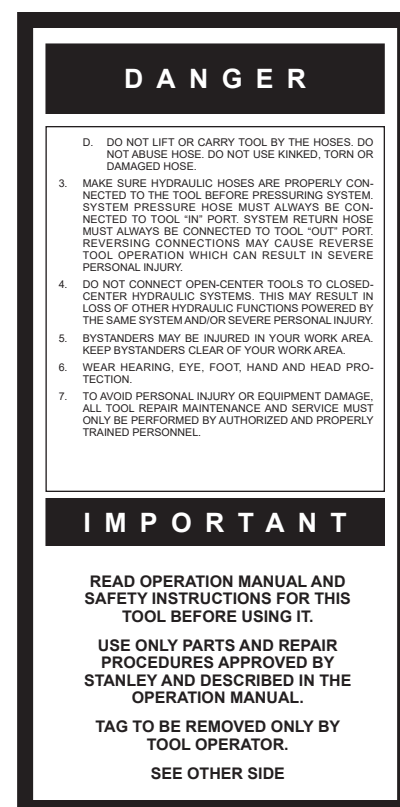 DANGER
D. DO NOT LIFT OR CARRY TOOL BY THE HOSES. DO
NOT ABUSE HOSE. DO NOT USE KINKED, TORN OR
DAMAGED HOSE.
3. MAKE SURE HYDRAULIC HOSES ARE PROPERLY CON-
NECTED TO THE TOOL BEFORE PRESSURING SYSTEM.
SYSTEM PRESSURE HOSE MUST ALWAYS BE CON-
NECTED TO TOOL “IN” PORT. SYSTEM RETURN HOSE
MUST ALWAYS BE CONNECTED TO TOOL “OUT” PORT.
REVERSING CONNECTIONS MAY CAUSE REVERSE
TOOL OPERATION WHICH CAN RESULT IN SEVERE
PERSONAL INJURY.
4. DO NOT CONNECT OPEN-CENTER TOOLS TO CLOSED-
CENTER HYDRAULIC SYSTEMS. THIS MAY RESULT IN
LOSS OF OTHER HYDRAULIC FUNCTIONS POWERED BY
THE SAME SYSTEM AND/OR SEVERE PERSONAL INJURY.
5. BYSTANDERS MAY BE INJURED IN YOUR WORK AREA.
KEEP BYSTANDERS CLEAR OF YOUR WORK AREA.
6. WEAR HEARING, EYE, FOOT, HAND AND HEAD PRO-
TECTION.
7. TO AVOID PERSONAL INJURY OR EQUIPMENT DAMAGE,
ALL TOOL REPAIR MAINTENANCE AND SERVICE MUST
ONLY BE PERFORMED BY AUTHORIZED AND PROPERLY
TRAINED PERSONNEL.
IMPORTANT
READ OPERATION MANUAL AND
SAFETY INSTRUCTIONS FOR THIS
TOOL BEFORE USING IT.
USE ONLY PARTS AND REPAIR
PROCEDURES APPROVED BY
STANLEY AND DESCRIBED IN THE
OPERATION MANUAL.
TAG TO BE REMOVED ONLY BY
TOOL OPERATOR.
SEE OTHER SIDE